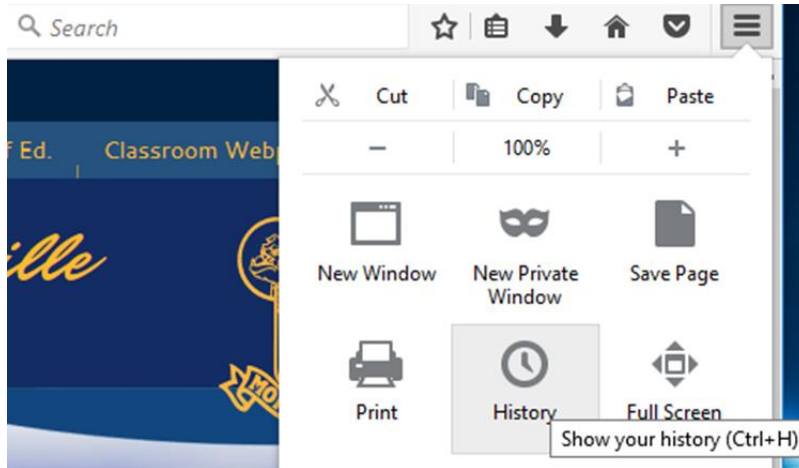 Search
Cut Copy Paste
f Ed. Classroom Web
− 100% +
ille
New Window New Private Window Save Page
Print History Full Screen
Show your history (Ctrl+H)